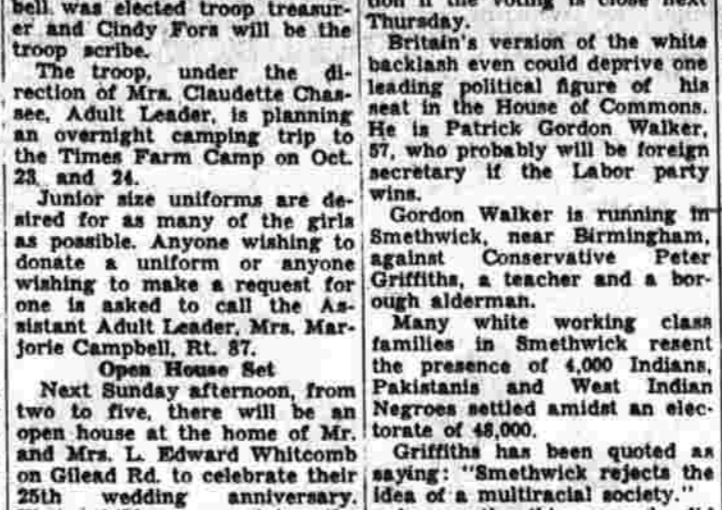 bell was elected troop treasur-
er and Cindy Fors will be the
troop scribe.
The troop, under the di-
rection of Mrs. Claudette Chas-
see, Adult Leader, is planning
an overnight camping trip to
the Times Farm Camp on Oct.
23 and 24.
Junior size uniforms are de-
sired for as many of the girls
as possible. Anyone wishing to
donate a uniform or anyone
wishing to make a request for
one is asked to call the As-
sistant Adult Leader, Mrs. Mar-
jorie Campbell, Rt. 87.
Open House Set
Next Sunday afternoon, from
two to five, there will be an
open house at the home of Mr.
and Mrs. L. Edward Whitcomb
on Gilead Rd. to celebrate their
25th wedding anniversary.
tion if the voting is close next
Thursday.
Britain's version of the white
backlash even could deprive one
leading political figure of his
seat in the House of Commons.
He is Patrick Gordon Walker,
57, who probably will be foreign
secretary if the Labor party
wins.
Gordon Walker is running in
Smethwick, near Birmingham,
against Conservative Peter
Griffiths, a teacher and a bor-
ough alderman.
Many white working class
families in Smethwick resent
the presence of 4,000 Indians,
Pakistanis and West Indian
Negroes settled amidst an elec-
torate of 48,000.
Griffiths has been quoted as
saying: "Smethwick rejects the
idea of a multiracial society."